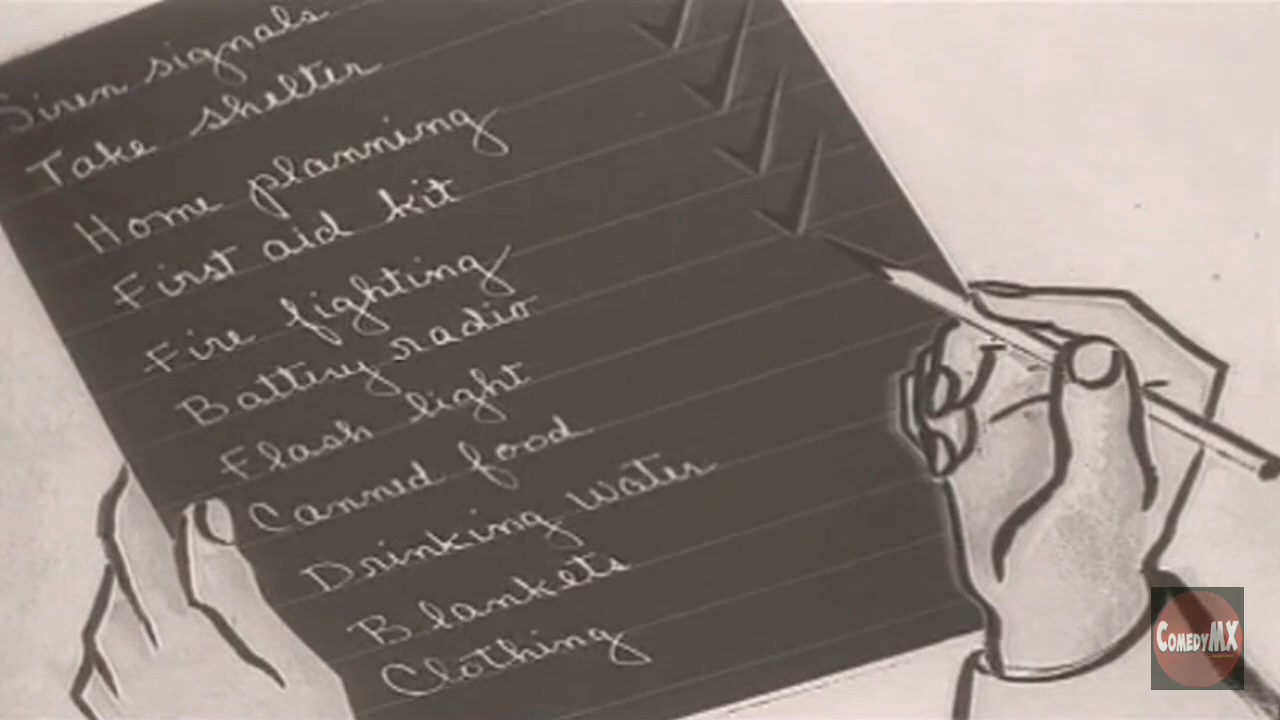 Siren signals
Take shelter
Home planning
First aid kit
Fire fighting
Battery radio
Flash light
Canned food
Drinking water
Blankets
Clothing
COMEDYMX